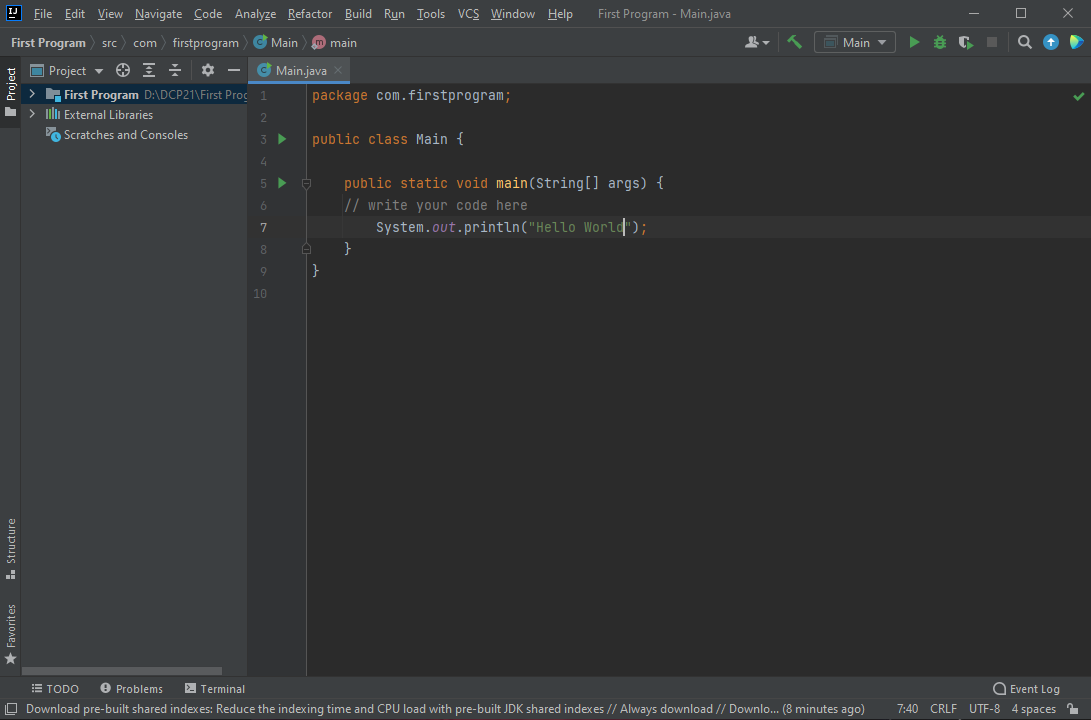 IJ File Edit View Navigate Code Analyze Refactor Build Run Tools VCS Window Help First Program - Main.java
First Program src com firstprogram Main m main Main
Project Main.java
Project
First Program D:\DCP21\First Prog
External Libraries
Scratches and Consoles
1 package com.firstprogram;
2
3 public class Main {
4
5 public static void main(String[] args) {
6 // write your code here
7 System.out.println("Hello World");
8 }
9 }
10
Structure
Favorites
TODO Problems Terminal Event Log
Download pre-built shared indexes: Reduce the indexing time and CPU load with pre-built JDK shared indexes // Always download // Downlo... (8 minutes ago) 7:40 CRLF UTF-8 4 spaces